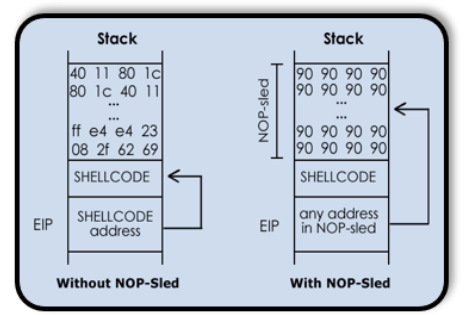 Stack
40 11 80 1c
80 1c 40 11
...
...
ff e4 e4 23
08 2f 62 69
SHELLCODE
EIP
SHELLCODE
address
Without NOP-Sled
Stack
NOP-sled
90 90 90 90
90 90 90 90
...
...
90 90 90 90
90 90 90 90
SHELLCODE
EIP
any address
in NOP-sled
With NOP-Sled